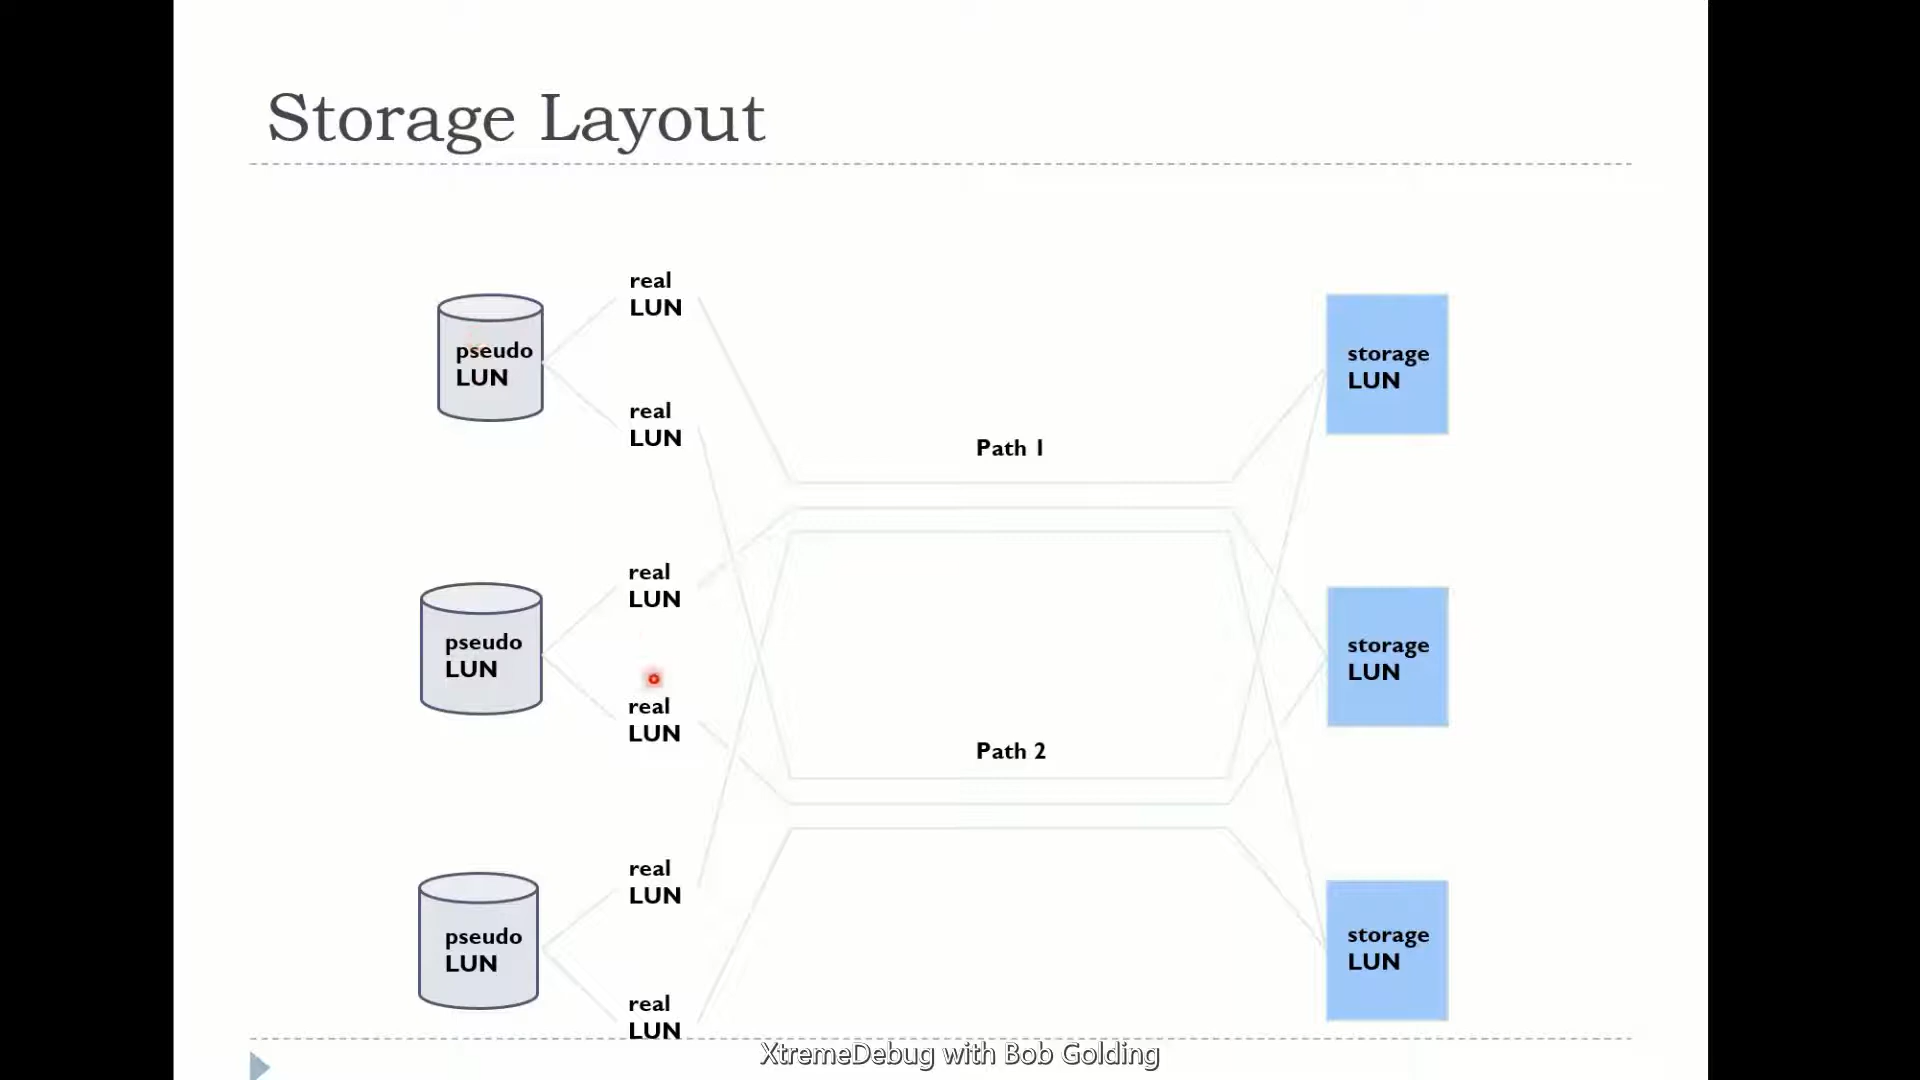 Storage Layout
real
LUN
pseudo
LUN
real
LUN
storage
LUN
Path 1
real
LUN
pseudo
LUN
real
LUN
storage
LUN
Path 2
real
LUN
pseudo
LUN
real
LUN
storage
LUN
XtremeDebug with Bob Golding